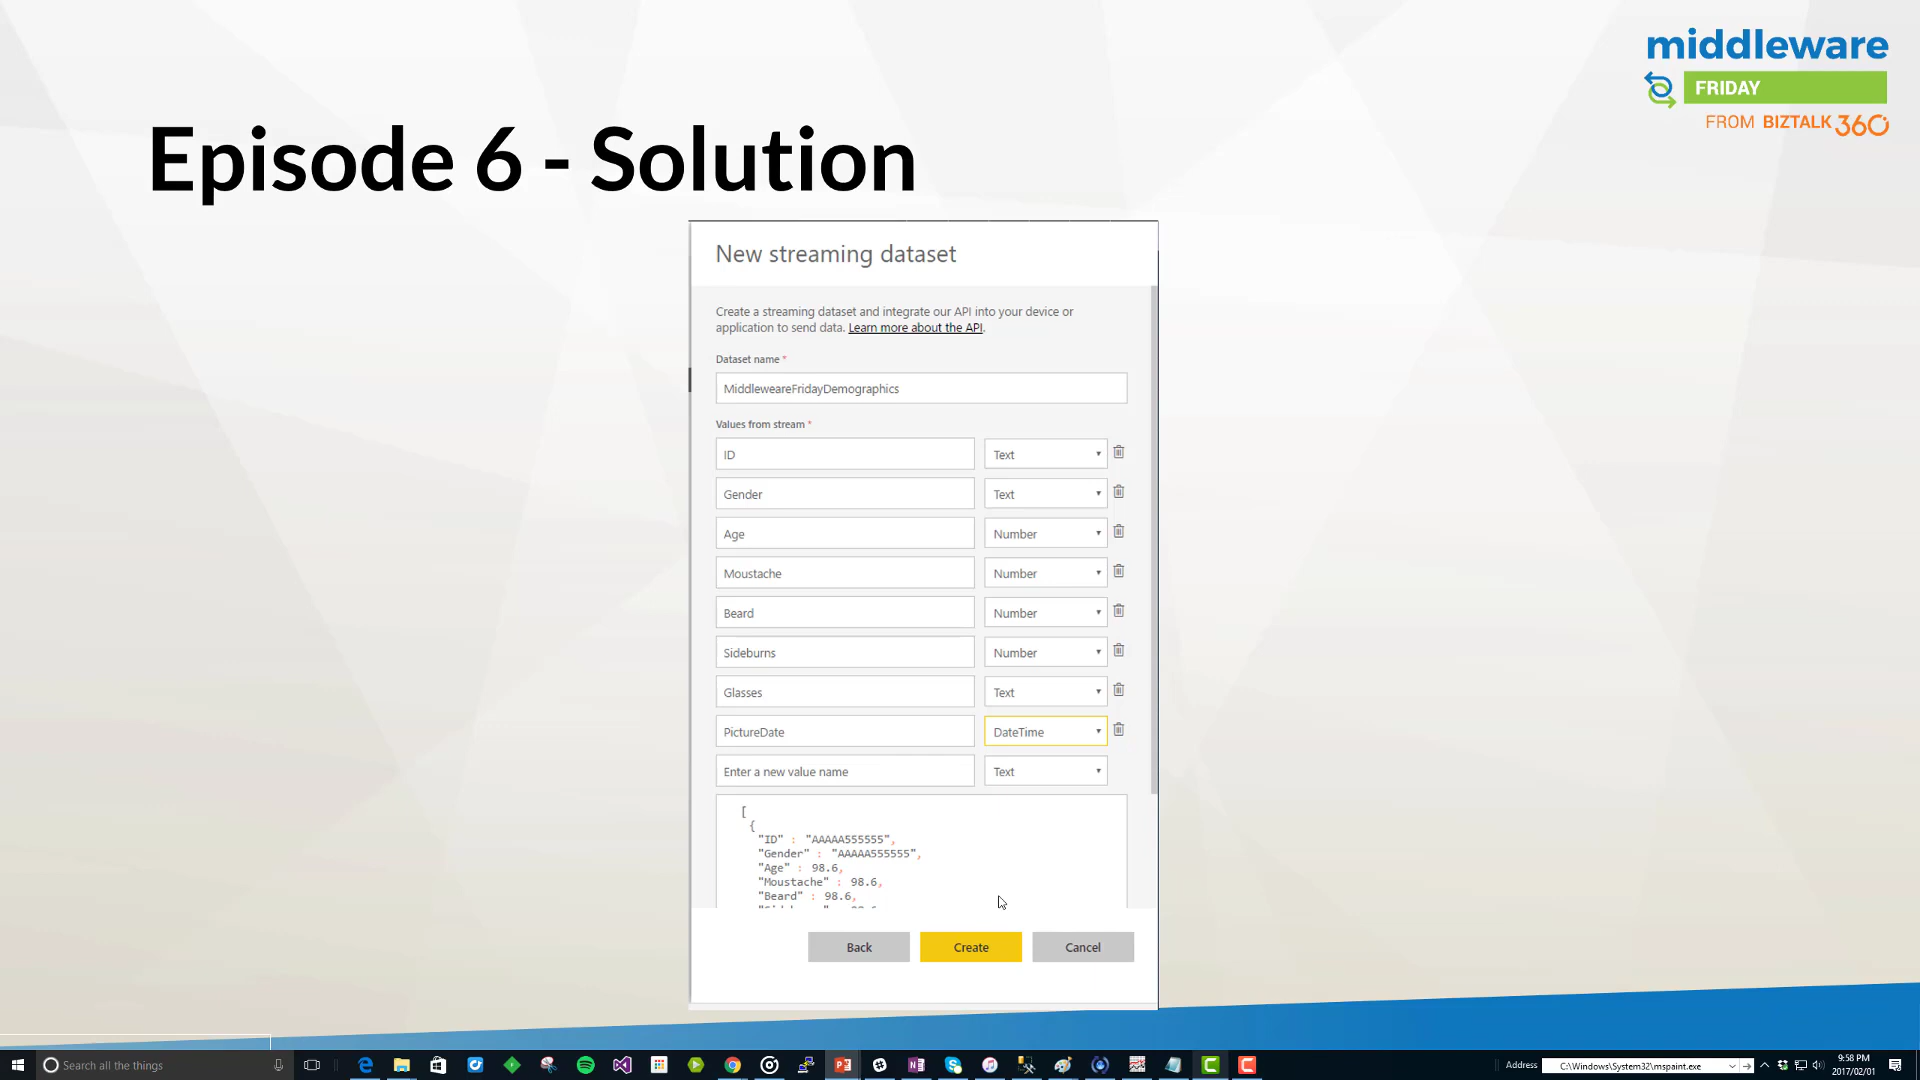 middleware
FRIDAY
FROM BIZTALK 360
Episode 6 - Solution
New streaming dataset
Create a streaming dataset and integrate our API into your device or
application to send data. Learn more about the API.
Dataset name *
MiddleweareFridayDemographics
Values from stream *
ID Text
Gender Text
Age Number
Moustache Number
Beard Number
Sideburns Number
Glasses Text
PictureDate DateTime
Enter a new value name Text
[
{
"ID" : "AAAAA555555",
"Gender" : "AAAAA555555",
"Age" : 98.6,
"Moustache" : 98.6,
"Beard" : 98.6,
Back Create Cancel
Search all the things
Address C:\Windows\System32\mspaint.exe
9:58 PM
2017/02/01